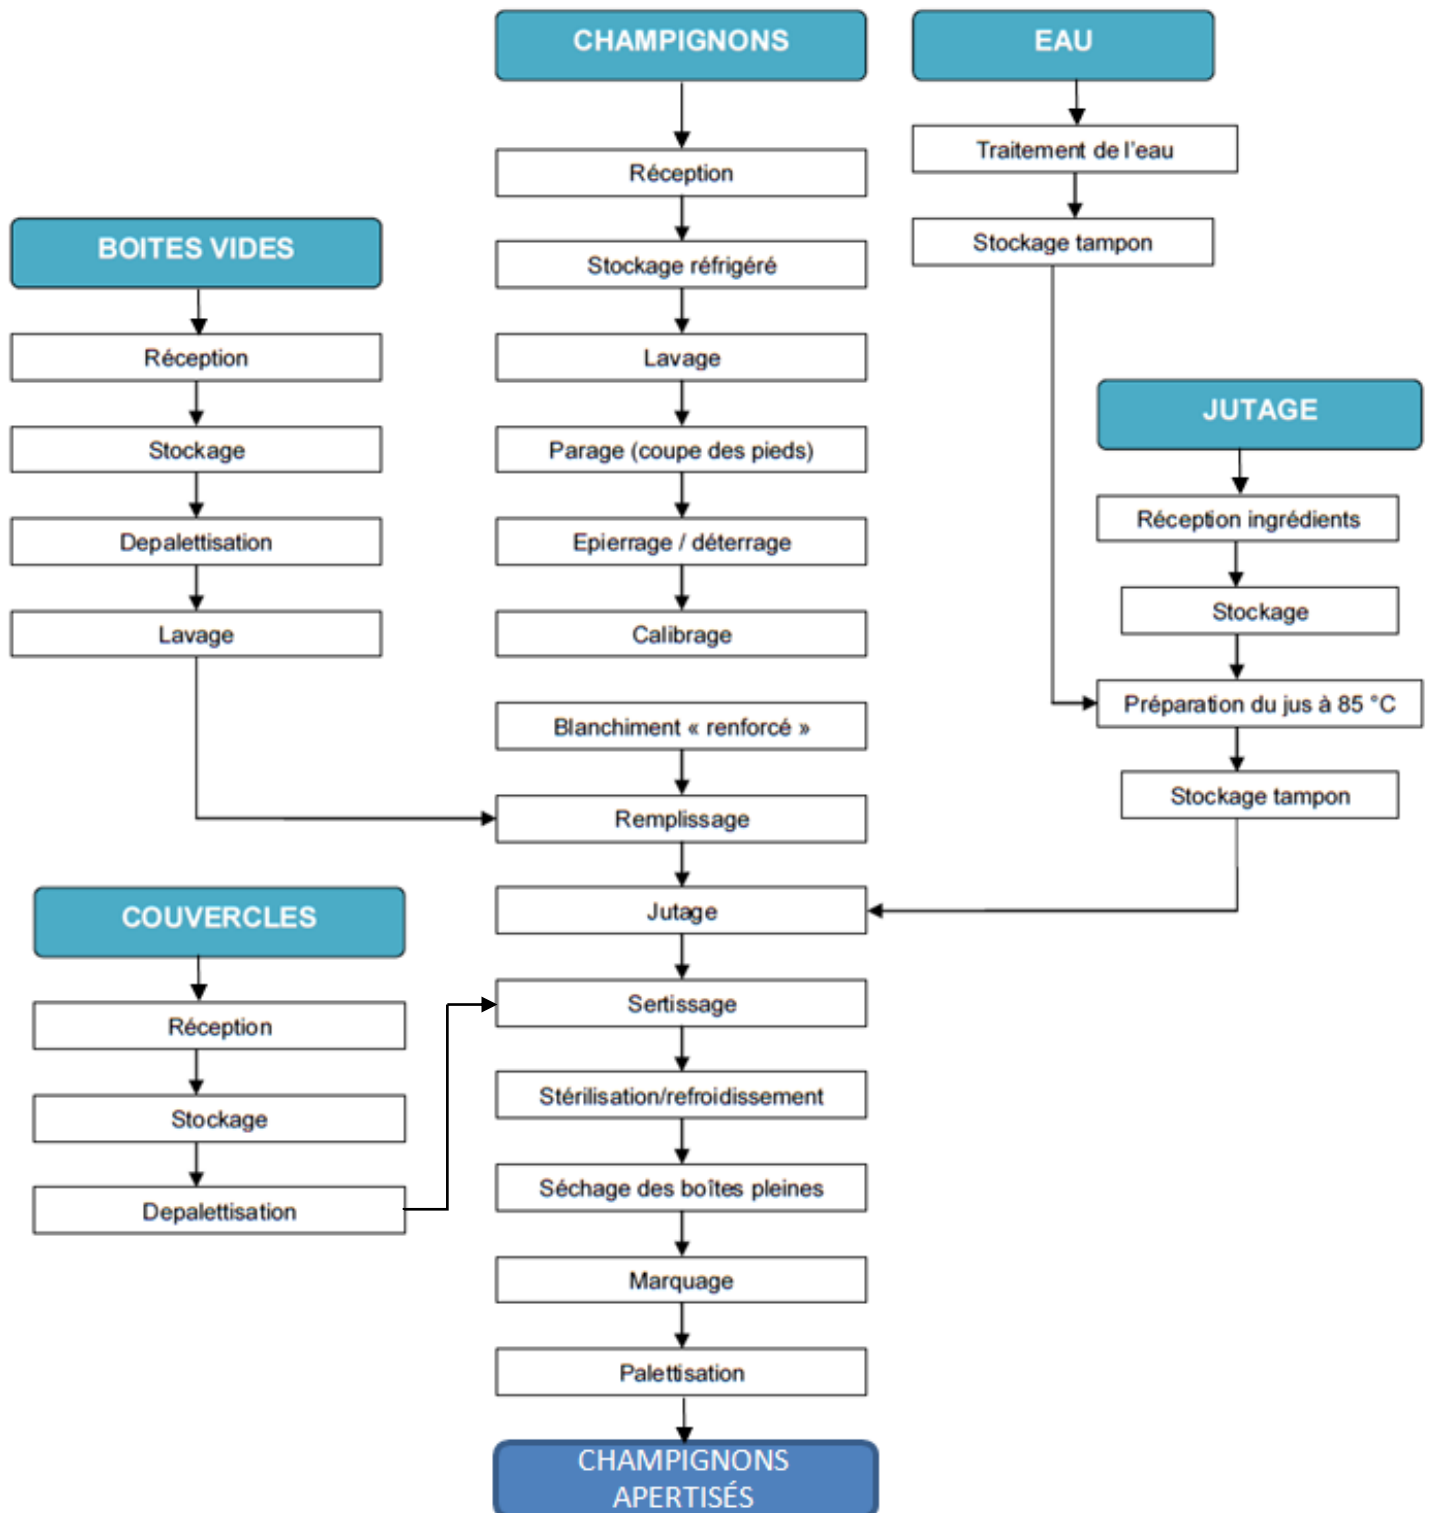 CHAMPIGNONS
Réception
Stockage réfrigéré
Lavage
Parage (coupe des pieds)
Epierrage / déterrage
Calibrage
Blanchiment « renforcé »
Remplissage
Jutage
Sertissage
Stérilisation/refroidissement
Séchage des boîtes pleines
Marquage
Palettisation
CHAMPIGNONS
APERTISÉS
EAU
Traitement de l'eau
Stockage tampon
BOITES VIDES
Réception
Stockage
Depalettisation
Lavage
JUTAGE
Réception ingrédients
Stockage
Préparation du jus à 85 °C
Stockage tampon
COUVERCLES
Réception
Stockage
Depalettisation